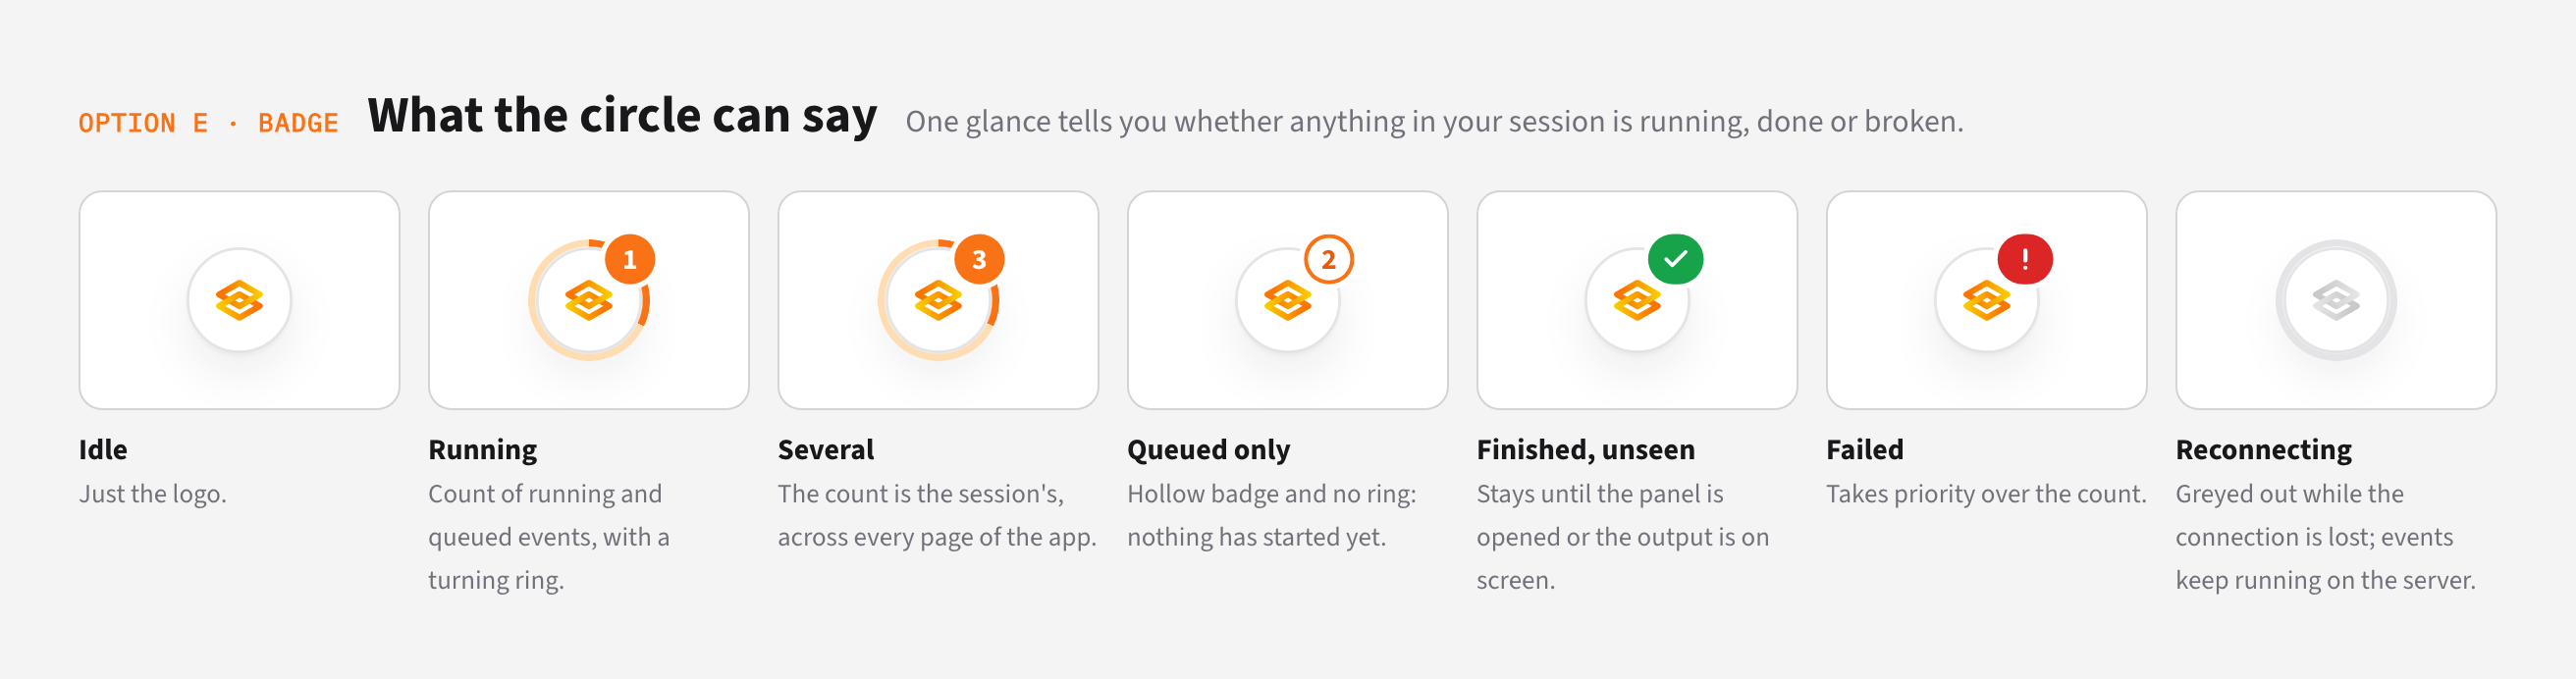 OPTION E · BADGE What the circle can say One glance tells you whether anything in your session is running, done or broken.
1
3
2
!
Idle
Just the logo.
Running
Count of running and
queued events, with a
turning ring.
Several
The count is the session's,
across every page of the app.
Queued only
Hollow badge and no ring:
nothing has started yet.
Finished, unseen
Stays until the panel is
opened or the output is on
screen.
Failed
Takes priority over the count.
Reconnecting
Greyed out while the
connection is lost; events
keep running on the server.